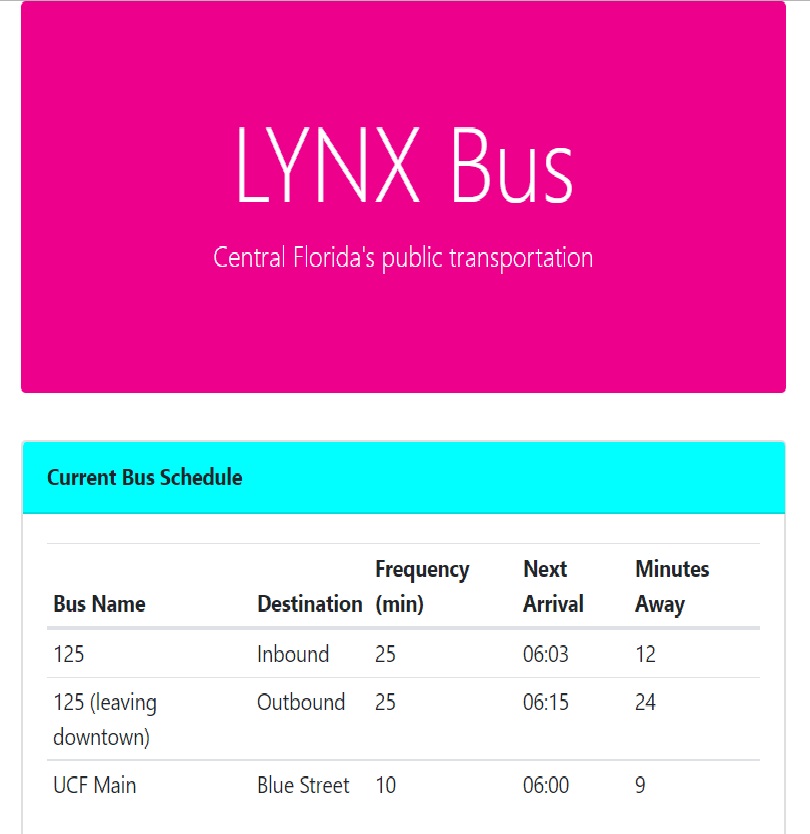 LYNX Bus
Central Florida's public transportation
Current Bus Schedule
Bus Name Destination Frequency (min) Next Arrival Minutes Away
125 Inbound 25 06:03 12
125 (leaving downtown) Outbound 25 06:15 24
UCF Main Blue Street 10 06:00 9